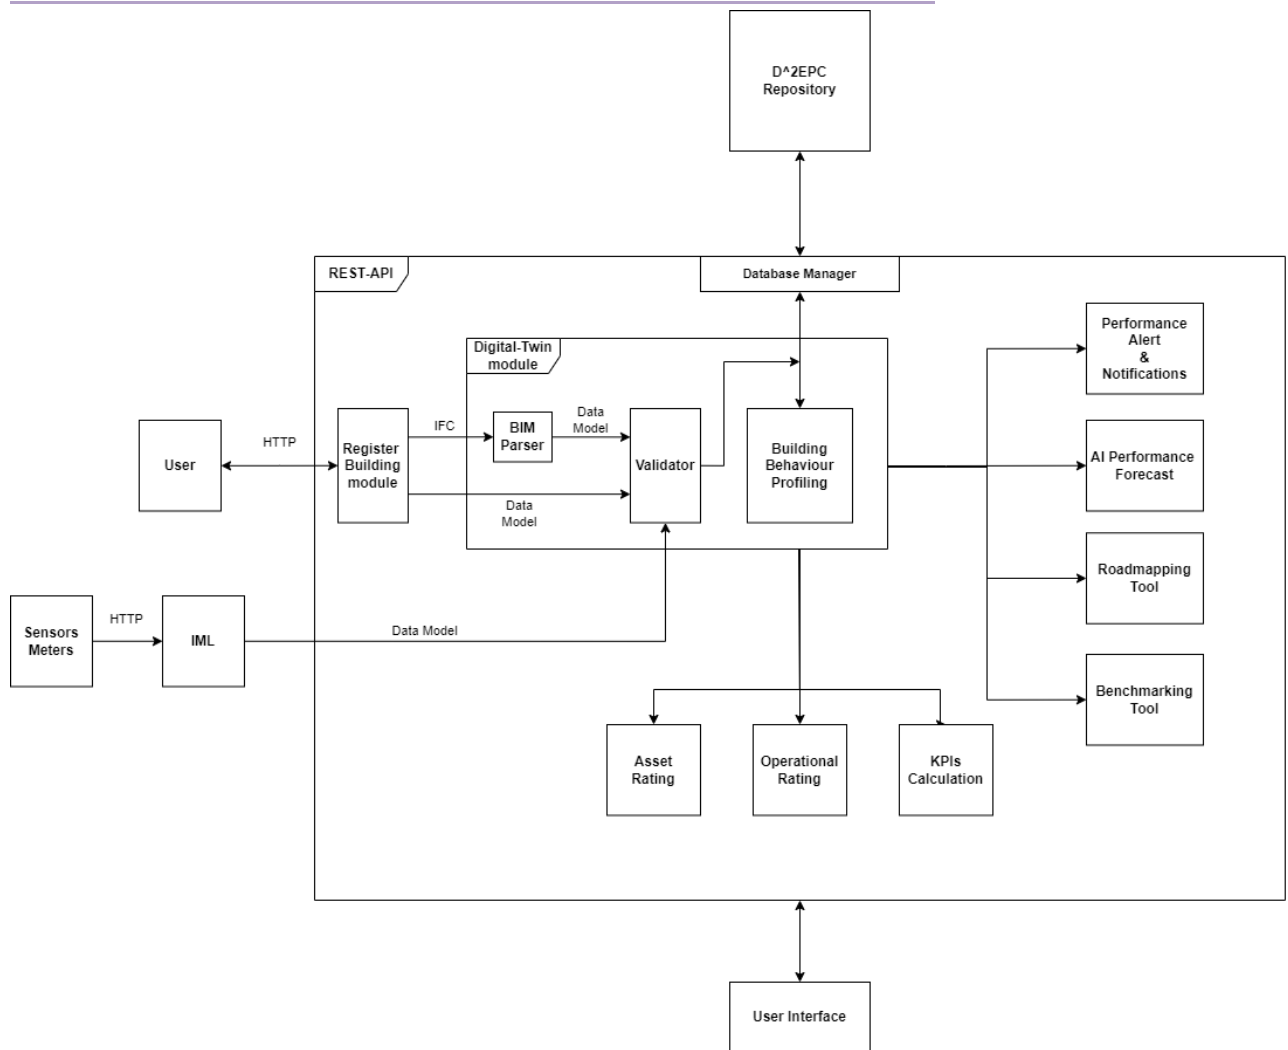 D^2EPC
Repository
REST-API
Database Manager
Digital-Twin
module
Performance
Alert
&
Notifications
User
HTTP
Register
Building
module
IFC
BIM
Parser
Data
Model
Validator
Building
Behaviour
Profiling
AI Performance
Forecast
Data
Model
Sensors
Meters
HTTP
IML
Data Model
Roadmapping
Tool
Benchmarking
Tool
Asset
Rating
Operational
Rating
KPIs
Calculation
User Interface